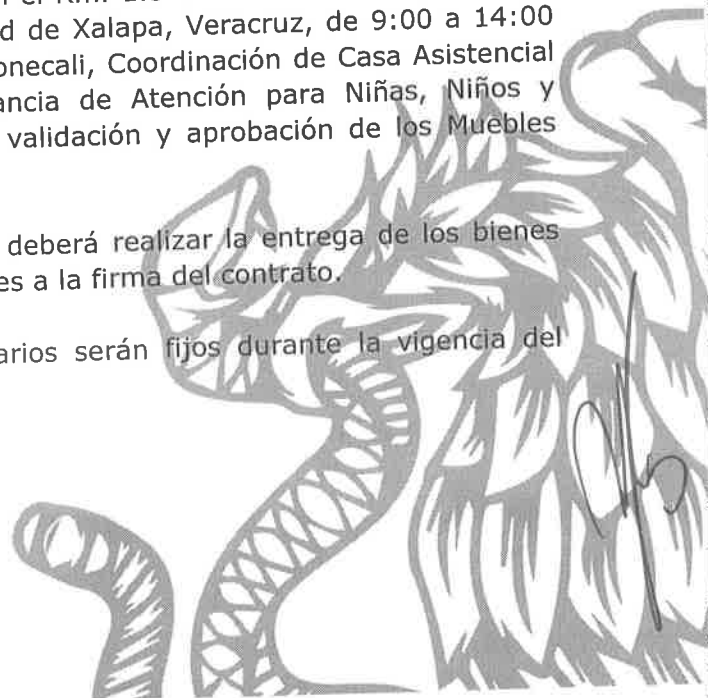 d de Xalapa, Veracruz, de 9:00 a 14:00
onecali, Coordinación de Casa Asistencial
ancia de Atención para Niñas, Niños y
validación y aprobación de los Muebles
deberá realizar la entrega de los bienes
es a la firma del contrato.
arios serán fijos durante la vigencia del